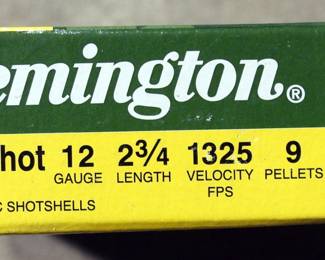 emington®
hot 12 2¾ 1325 9
GAUGE LENGTH VELOCITY PELLETS
FPS
C SHOTSHELLS